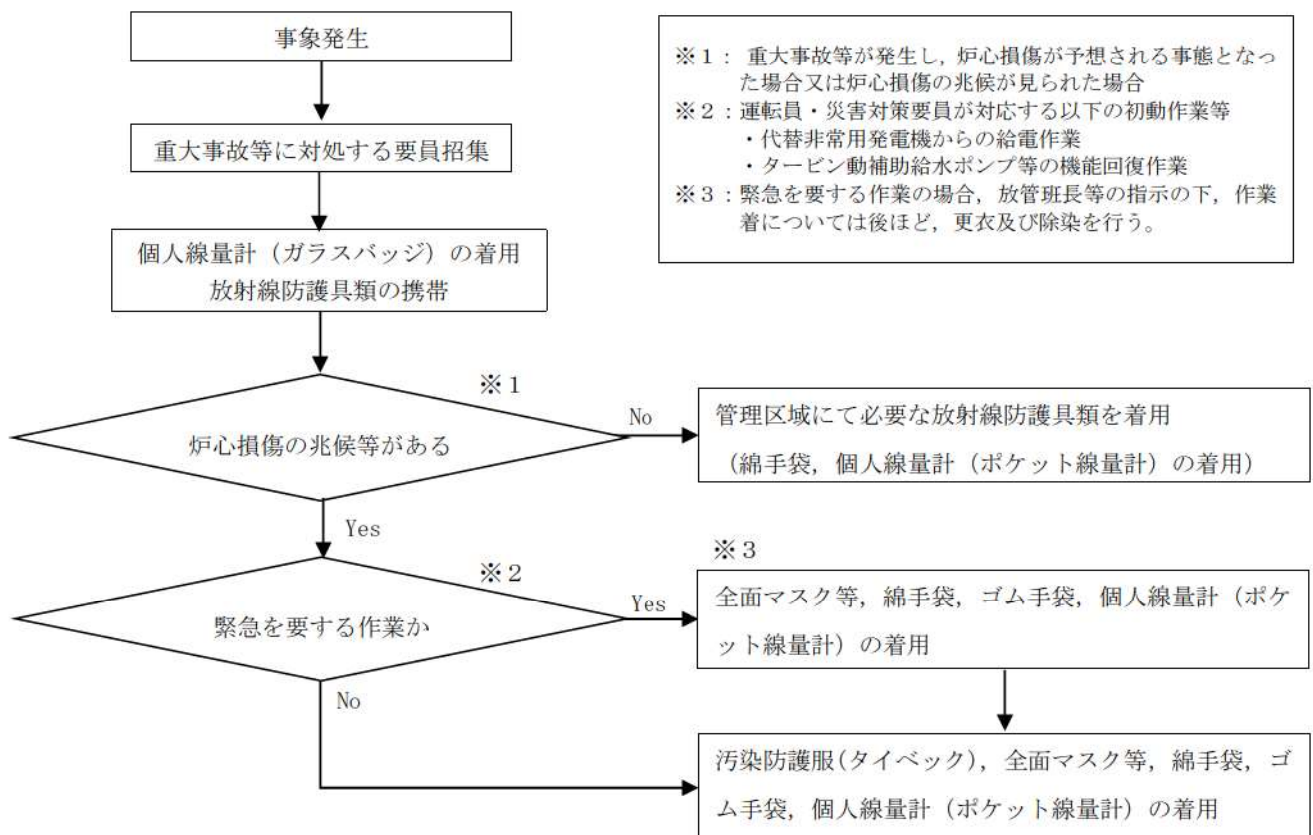 事象発生
重大事故等に対処する要員招集
個人線量計(ガラスバッジ)の着用
放射線防護具類の携帯
※1: 重大事故等が発生し,炉心損傷が予想される事態となっ
た場合又は炉心損傷の兆候が見られた場合
※2:運転員・災害対策要員が対応する以下の初動作業等
・代替非常用発電機からの給電作業
・タービン動補助給水ポンプ等の機能回復作業
※3:緊急を要する作業の場合,放管班長等の指示の下,作業
着については後ほど,更衣及び除染を行う。
※1
炉心損傷の兆候等がある
No
管理区域にて必要な放射線防護具類を着用
(綿手袋,個人線量計(ポケット線量計)の着用)
Yes
※2
緊急を要する作業か
Yes
※3
全面マスク等,綿手袋,ゴム手袋,個人線量計(ポケ
ット線量計)の着用
No
汚染防護服(タイベック),全面マスク等,綿手袋,ゴ
ム手袋,個人線量計(ポケット線量計)の着用